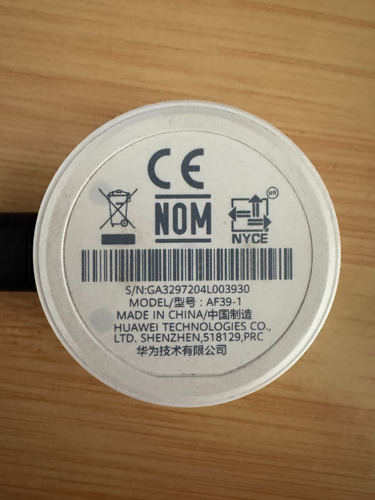 CE
NOM
MR
NYCE
S/N:GA3297204L003930
MODEL/型号: AF39-1
MADE IN CHINA/中国制造
HUAWEI TECHNOLOGIES CO.,
LTD. SHENZHEN,518129,PRC
华为技术有限公司